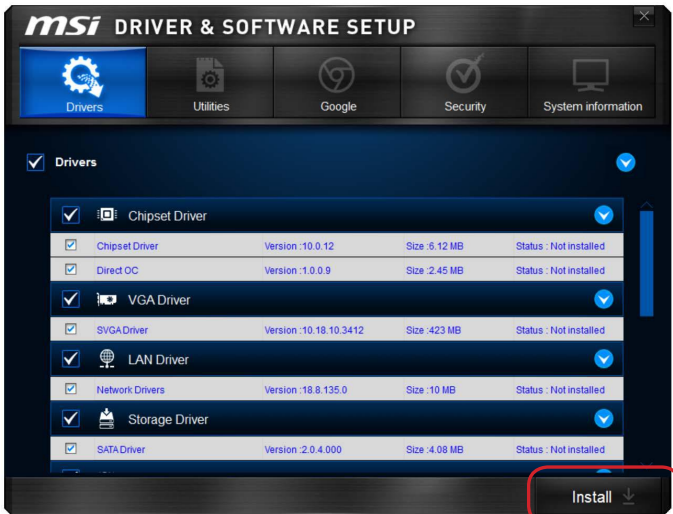 msi DRIVER & SOFTWARE SETUP
Drivers Utilities Google Security System information
Drivers
Chipset Driver
Chipset Driver Version :10.0.12 Size :6.12 MB Status : Not installed
Direct OC Version :1.0.0.9 Size :2.45 MB Status : Not installed
VGA Driver
SVGA Driver Version :10.18.10.3412 Size :423 MB Status : Not installed
LAN Driver
Network Drivers Version :18.8.135.0 Size :10 MB Status : Not installed
Storage Driver
SATA Driver Version :2.0.4.000 Size :4.08 MB Status : Not installed
Install